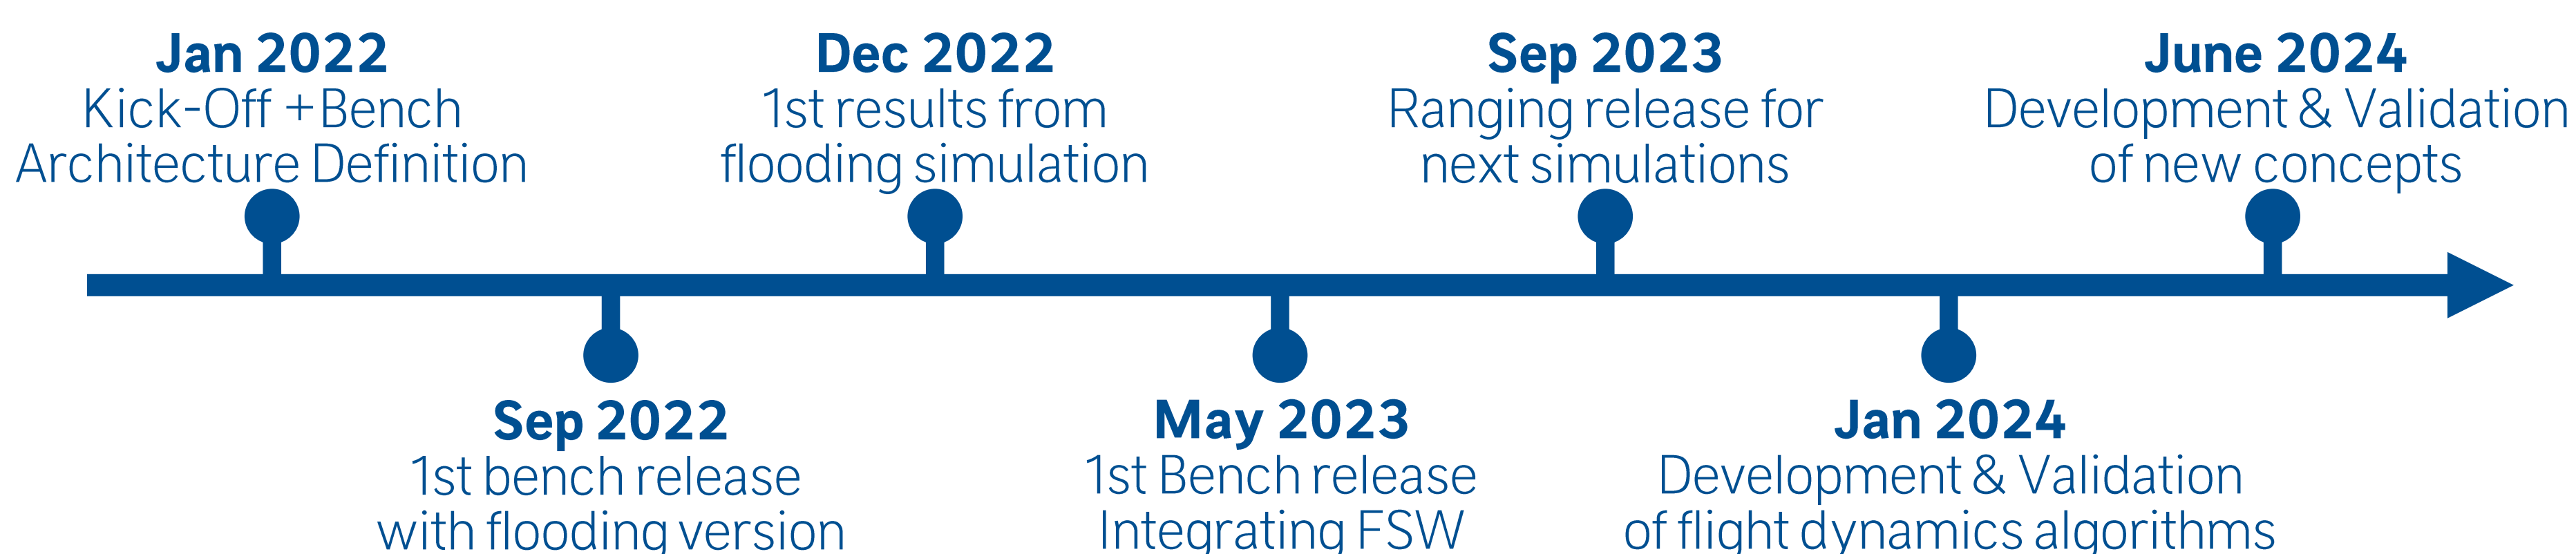 Jan 2022
Kick-Off + Bench
Architecture Definition
Sep 2022
1st bench release
with flooding version
Dec 2022
1st results from
flooding simulation
May 2023
1st Bench release
Integrating FSW
Sep 2023
Ranging release for
next simulations
Jan 2024
Development & Validation
of flight dynamics algorithms
June 2024
Development & Validation
of new concepts